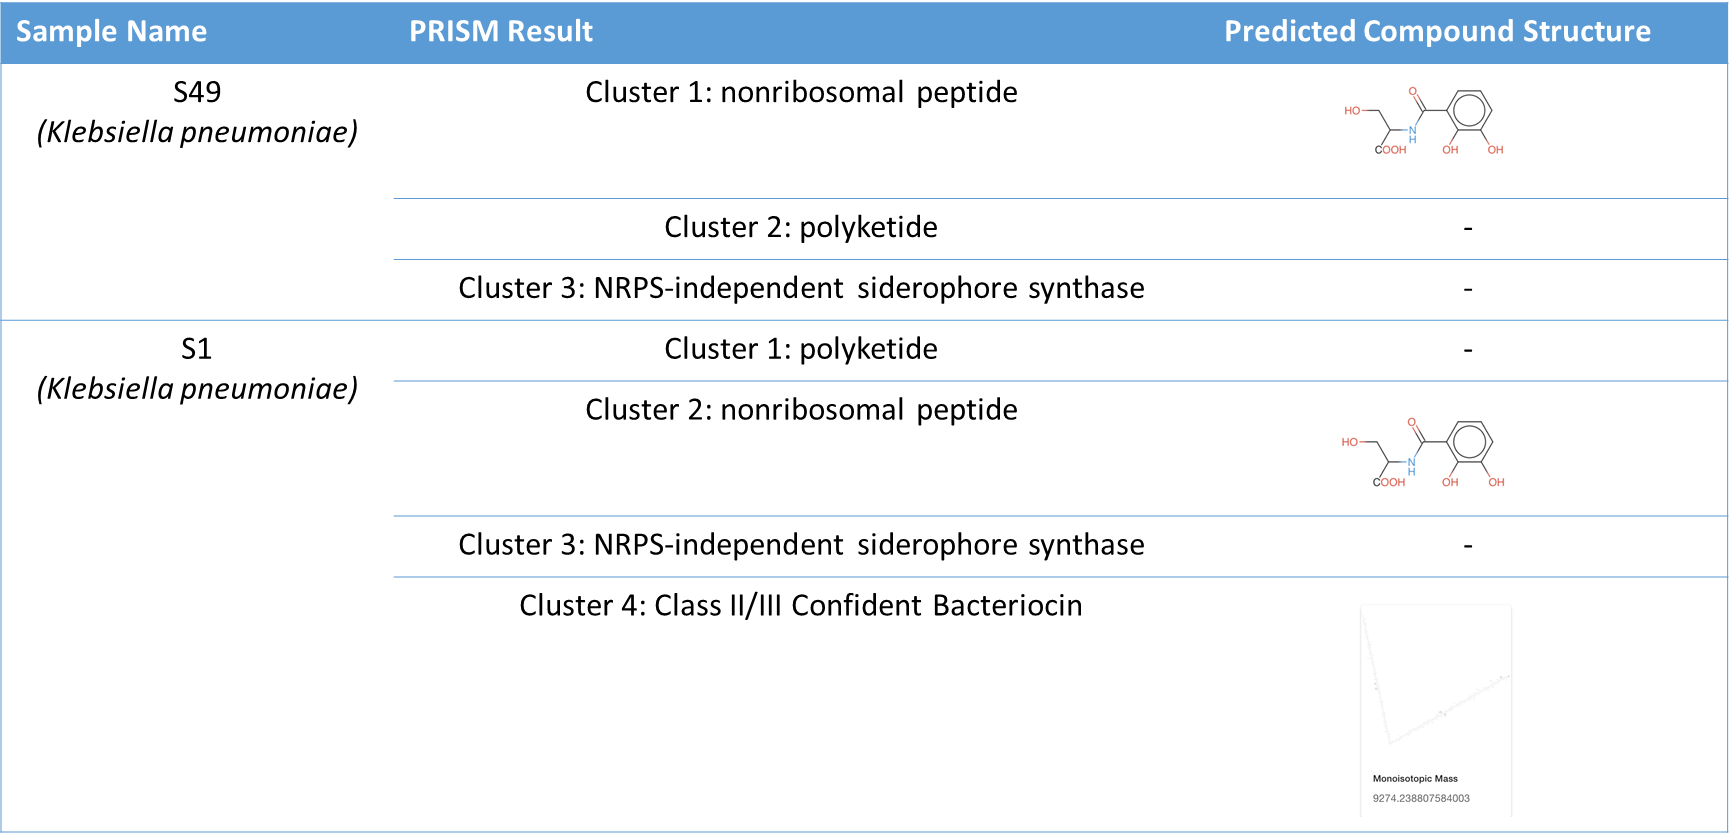 Sample Name PRISM Result Predicted Compound Structure
S49 Cluster 1: nonribosomal peptide
(Klebsiella pneumoniae)
O
HO
N
H
COOH OH OH
Cluster 2: polyketide -
Cluster 3: NRPS-independent siderophore synthase -
S1 Cluster 1: polyketide -
(Klebsiella pneumoniae)
Cluster 2: nonribosomal peptide
O
HO
N
H
COOH OH OH
Cluster 3: NRPS-independent siderophore synthase -
Cluster 4: Class II/III Confident Bacteriocin
Monoisotopic Mass
9274.238807584003